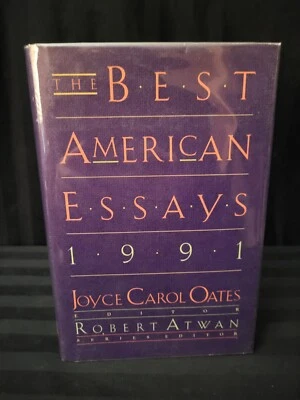 THE B·E·S·T
AMERICAN
E·S·S·A·Y·S
1·9·9·1
JOYCE CAROL OATES
EDITOR
ROBERT ATWAN
SERIES EDITOR